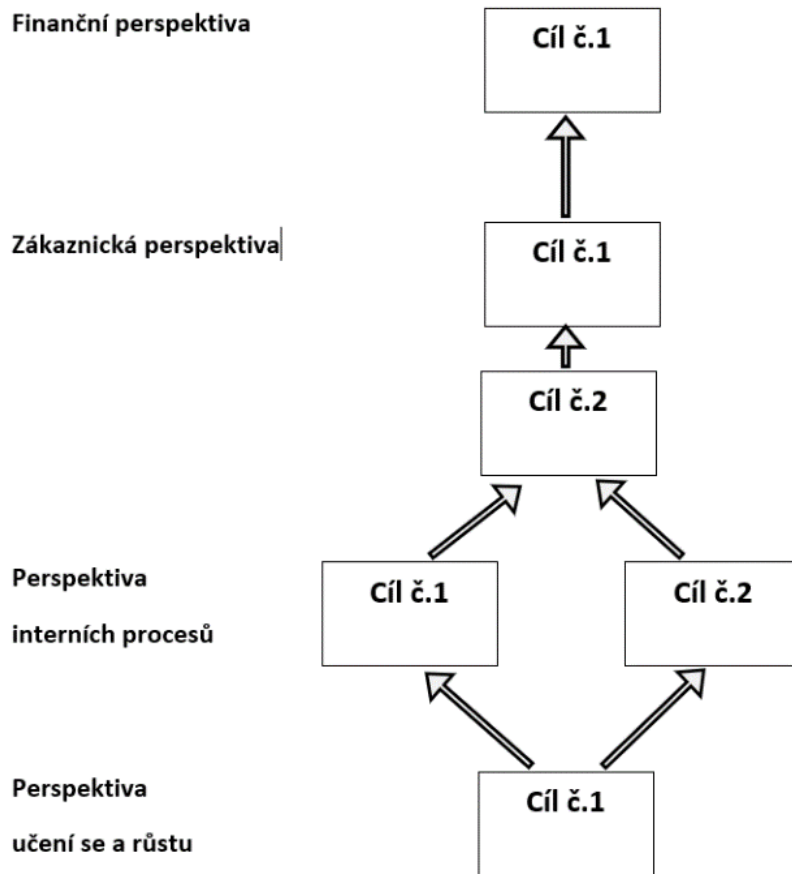 Finanční perspektiva
Cíl č.1
Zákaznická perspektiva
Cíl č.1
Cíl č.2
Perspektiva
interních procesů
Cíl č.1
Cíl č.2
Perspektiva
učení se a růstu
Cíl č.1